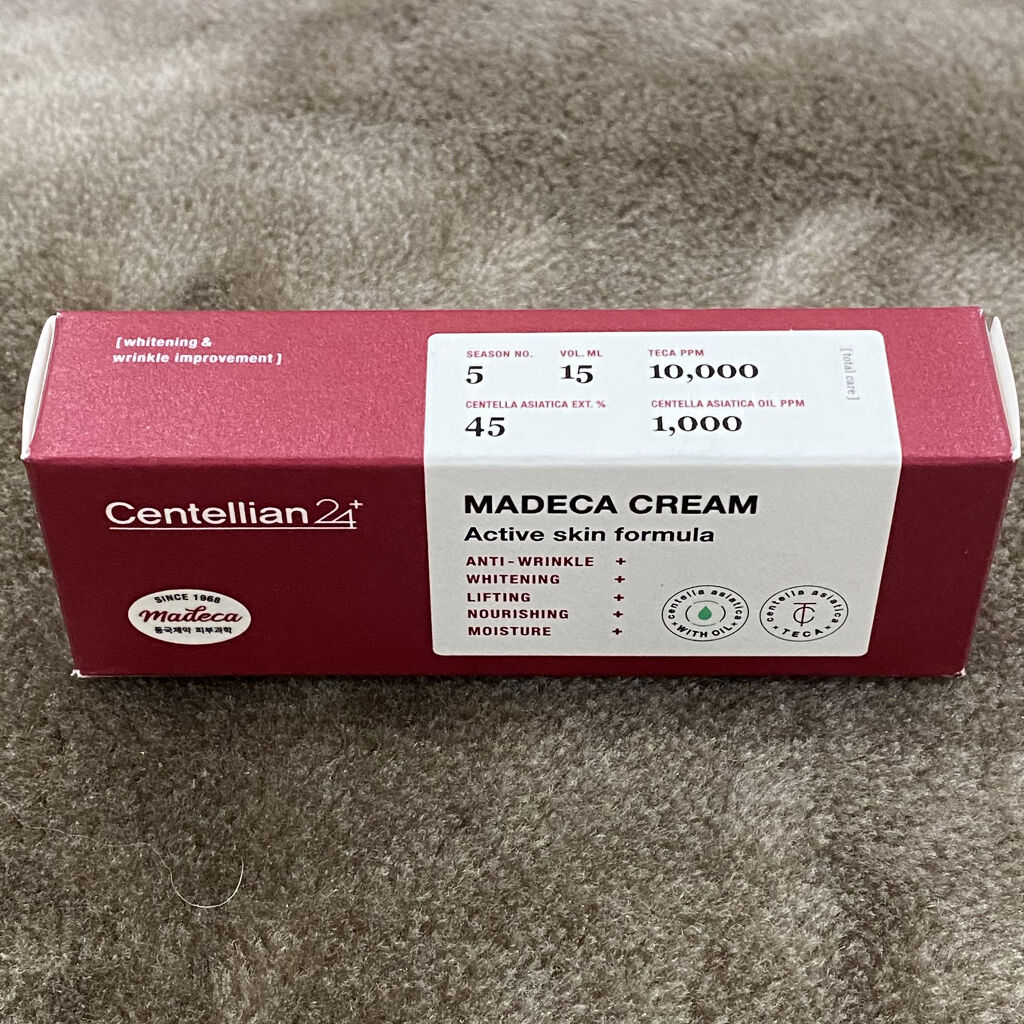 [ whitening &
wrinkle improvement ]
SEASON NO. VOL. ML TECA PPM
5 15 10,000
CENTELLA ASIATICA EXT. % CENTELLA ASIATICA OIL PPM
45 1,000
[ total care ]
Centellian 24+
SINCE 1968
Madeca
동국제약 피부과학
MADECA CREAM
Active skin formula
ANTI-WRINKLE +
WHITENING +
LIFTING +
NOURISHING +
MOISTURE +
centella asiatica
WITH OIL
centella asiatica
TECA